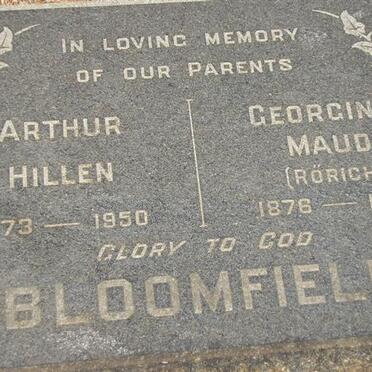 IN LOVING MEMORY
OF OUR PARENTS
ARTHUR
HILLEN
73 — 1950
GEORGIN
MAUD
(RÖRICH
1876 —
GLORY TO GOD
BLOOMFIEL